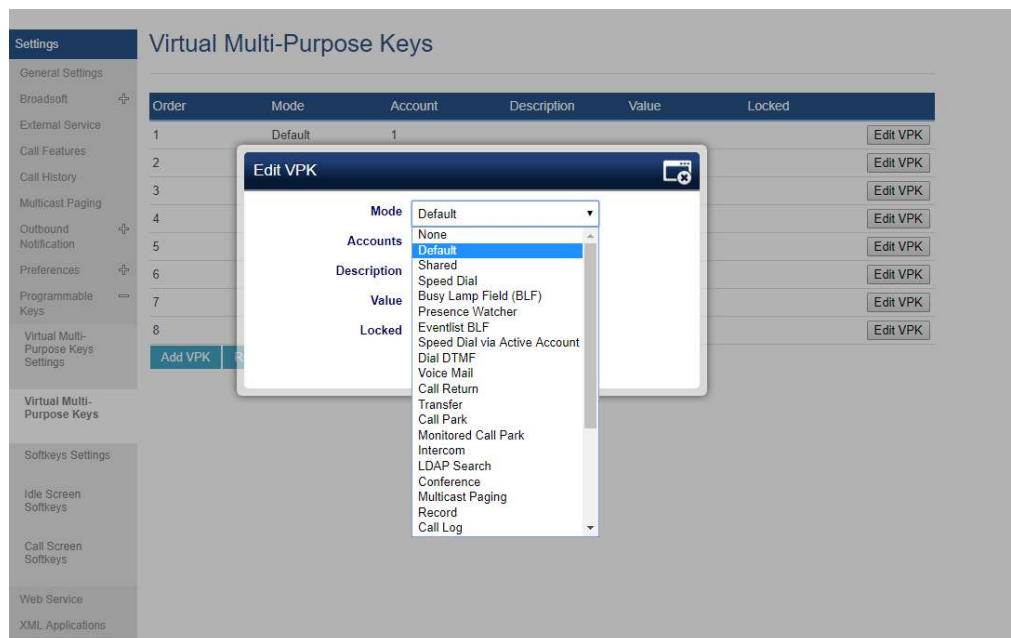 Settings
General Settings
Broadsoft
External Service
Call Features
Call History
Multicast Paging
Outbound
Notification
Preferences
Programmable
Keys
Virtual Multi-
Purpose Keys
Settings
Virtual Multi-
Purpose Keys
Softkeys Settings
Idle Screen
Softkeys
Call Screen
Softkeys
Web Service
XML Applications
Virtual Multi-Purpose Keys
Order Mode Account Description Value Locked
1 Default 1 Edit VPK
2 Edit VPK
3 Edit VPK
4 Edit VPK
5 Edit VPK
6 Edit VPK
7 Edit VPK
8 Edit VPK
Add VPK
Edit VPK
Mode Default
Accounts
Description
Value
Locked
None
Default
Shared
Speed Dial
Busy Lamp Field (BLF)
Presence Watcher
Eventlist BLF
Speed Dial via Active Account
Dial DTMF
Voice Mail
Call Return
Transfer
Call Park
Monitored Call Park
Intercom
LDAP Search
Conference
Multicast Paging
Record
Call Log